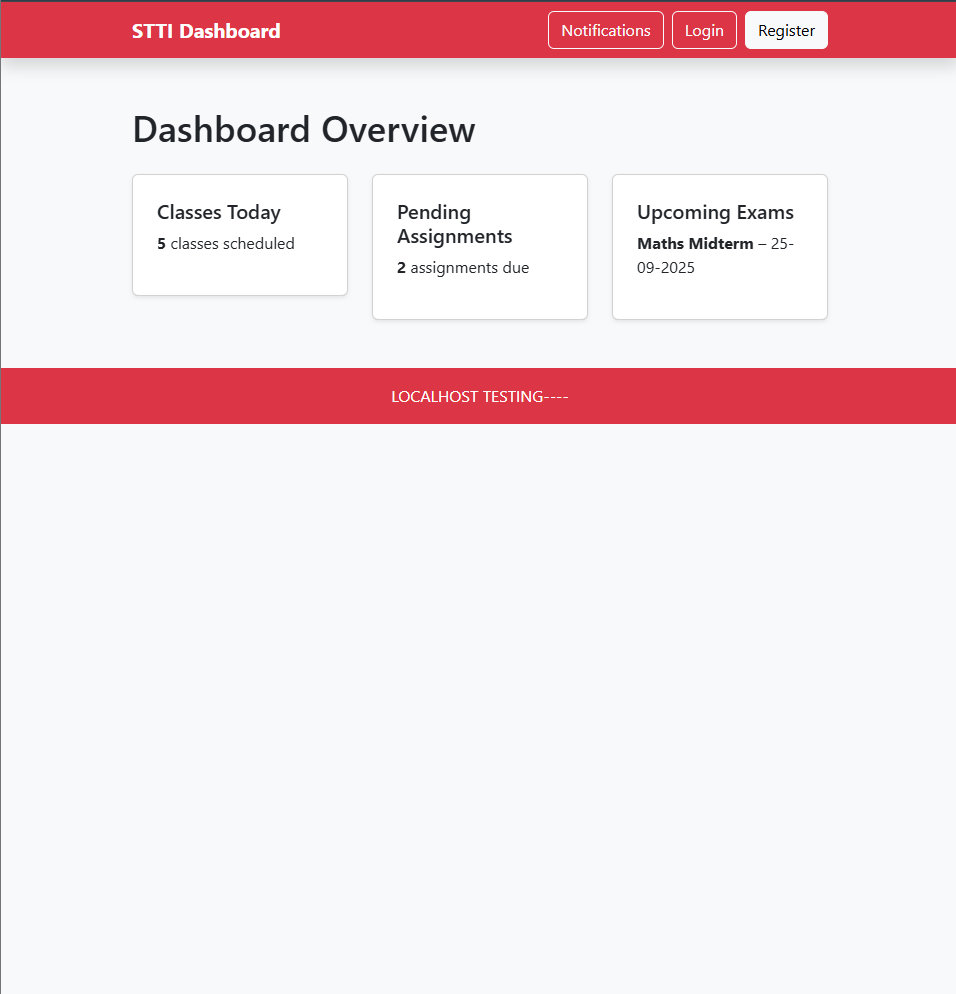 STTI Dashboard
Notifications
Login
Register
Dashboard Overview
Classes Today
5 classes scheduled
Pending
Assignments
2 assignments due
Upcoming Exams
Maths Midterm – 25-
09-2025
LOCALHOST TESTING----